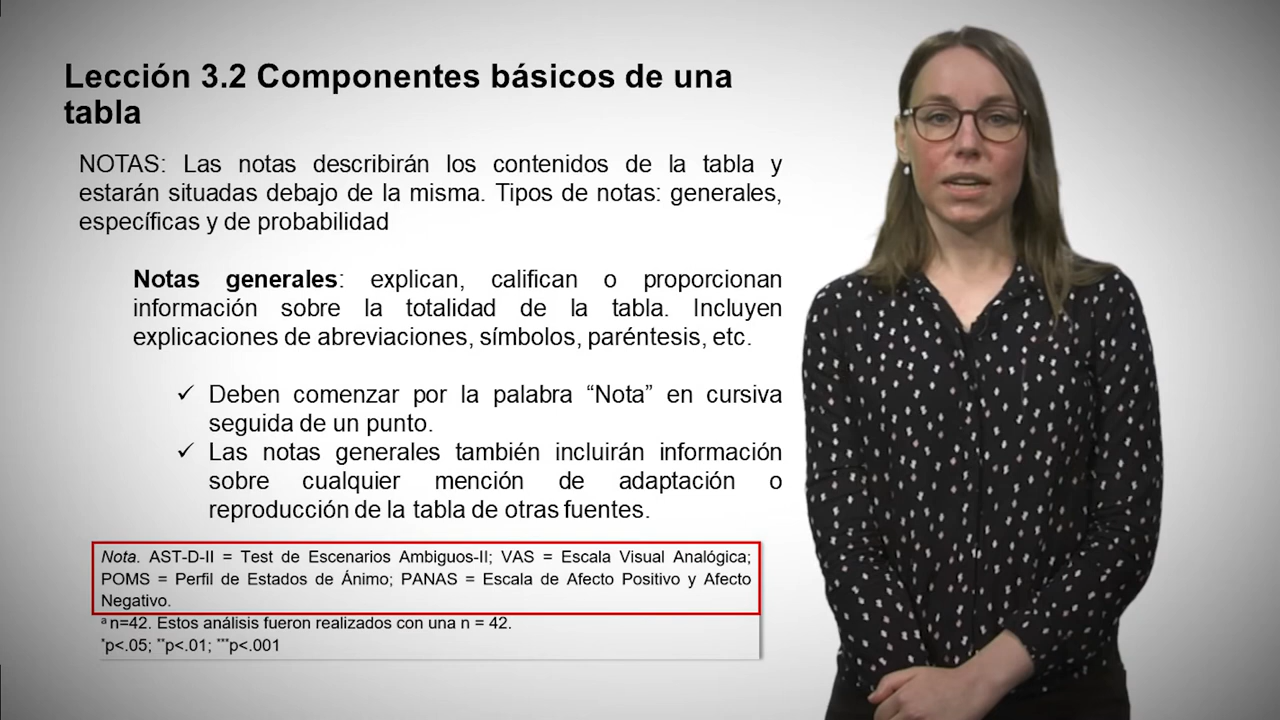 Lección 3.2 Componentes básicos de una
tabla
NOTAS: Las notas describirán los contenidos de la tabla y
estarán situadas debajo de la misma. Tipos de notas: generales,
específicas y de probabilidad
Notas generales: explican, califican o proporcionan
información sobre la totalidad de la tabla. Incluyen
explicaciones de abreviaciones, símbolos, paréntesis, etc.
✓ Deben comenzar por la palabra “Nota” en cursiva
seguida de un punto.
✓ Las notas generales también incluirán información
sobre cualquier mención de adaptación o
reproducción de la tabla de otras fuentes.
Nota. AST-D-II = Test de Escenarios Ambiguos-II; VAS = Escala Visual Analógica;
POMS = Perfil de Estados de Ánimo; PANAS = Escala de Afecto Positivo y Afecto
Negativo.
ª n=42. Estos análisis fueron realizados con una n = 42.
*p<.05; **p<.01; ***p<.001